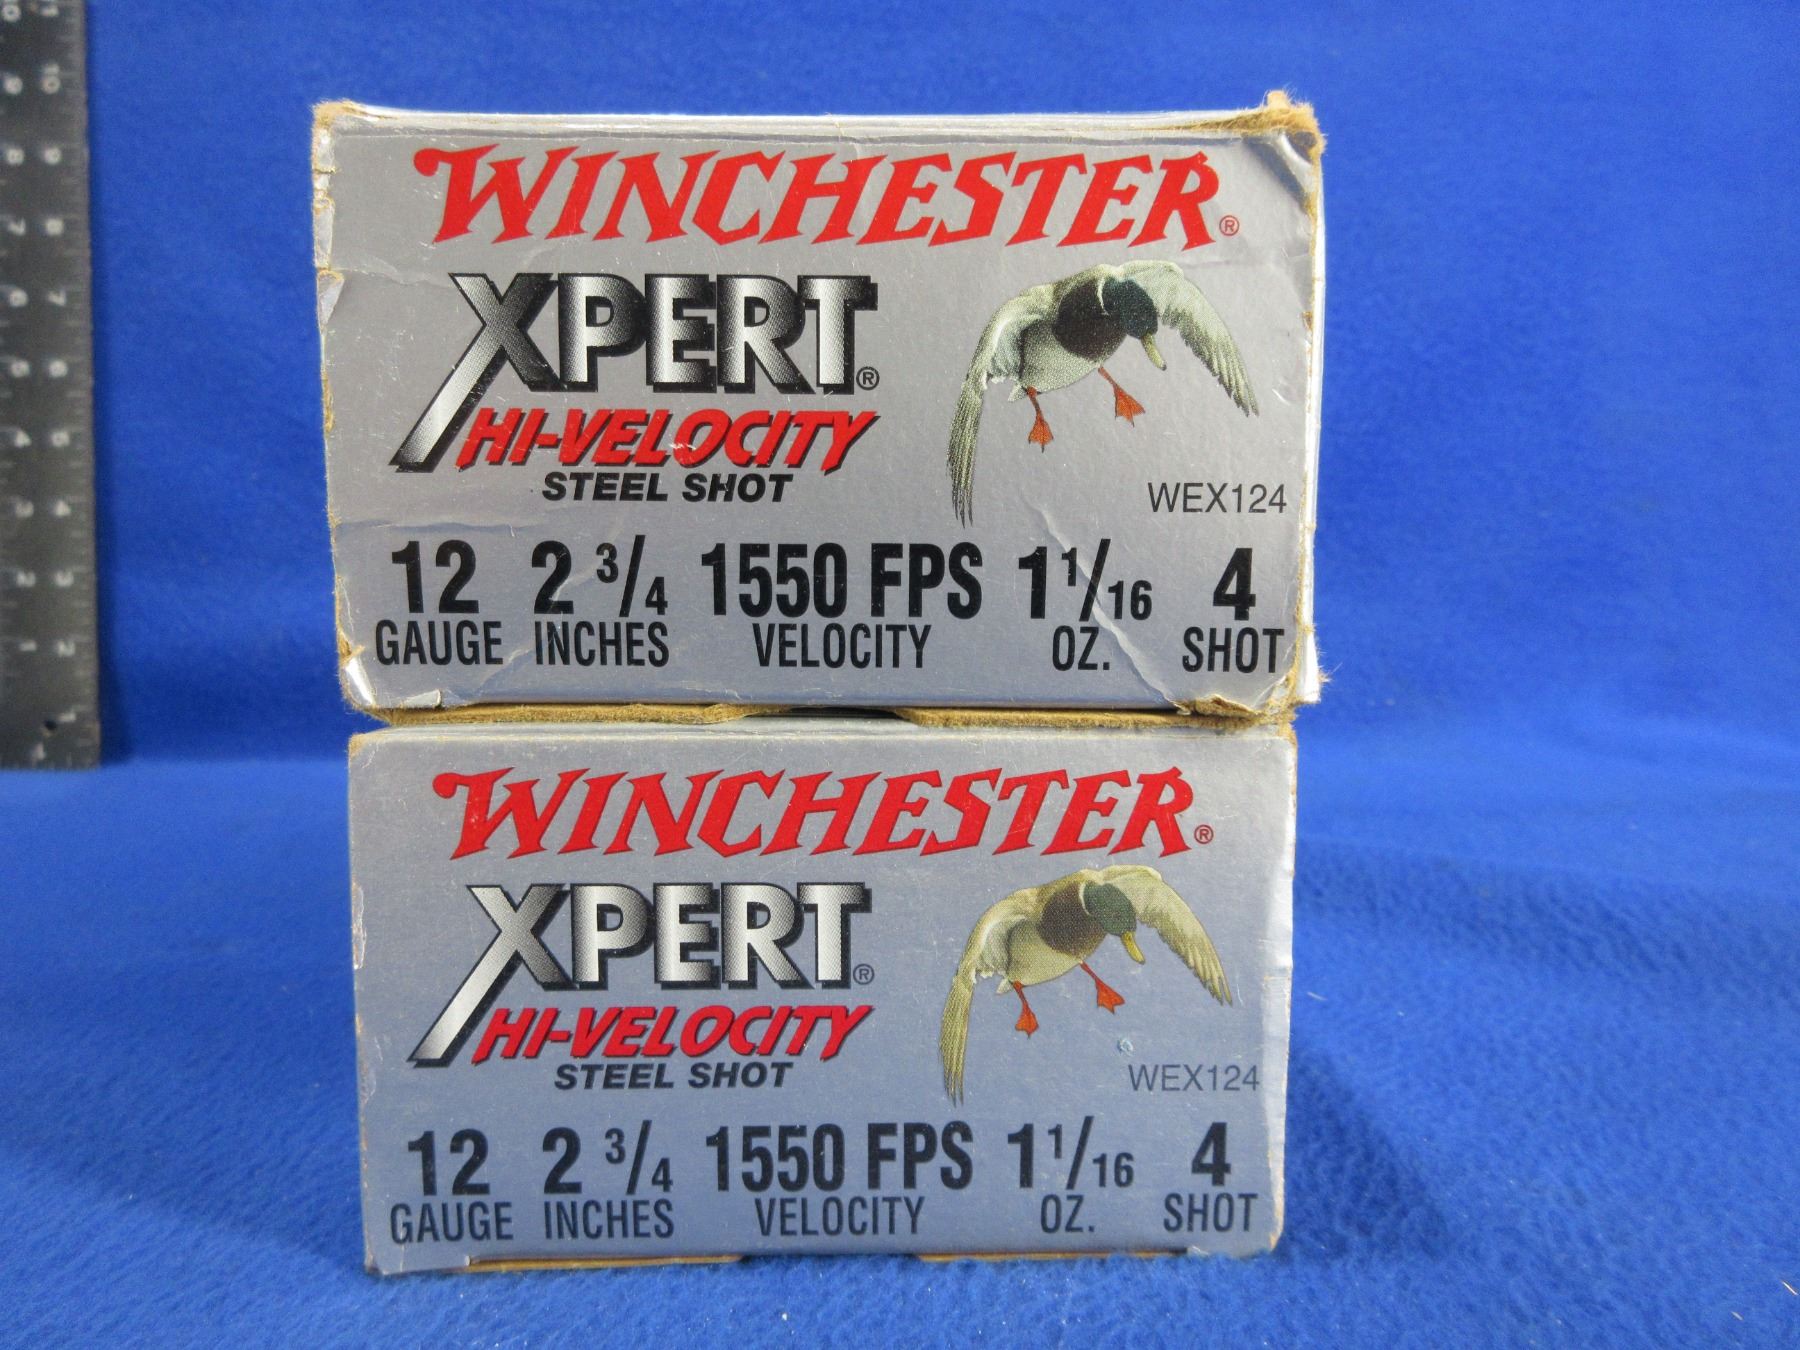 WINCHESTER®
XPERT®
HI-VELOCITY
STEEL SHOT
WEX124
12 2 3/4 1550 FPS 1 1/16 4
GAUGE INCHES VELOCITY OZ. SHOT
WINCHESTER®
XPERT®
HI-VELOCITY
STEEL SHOT
WEX124
12 2 3/4 1550 FPS 1 1/16 4
GAUGE INCHES VELOCITY OZ. SHOT